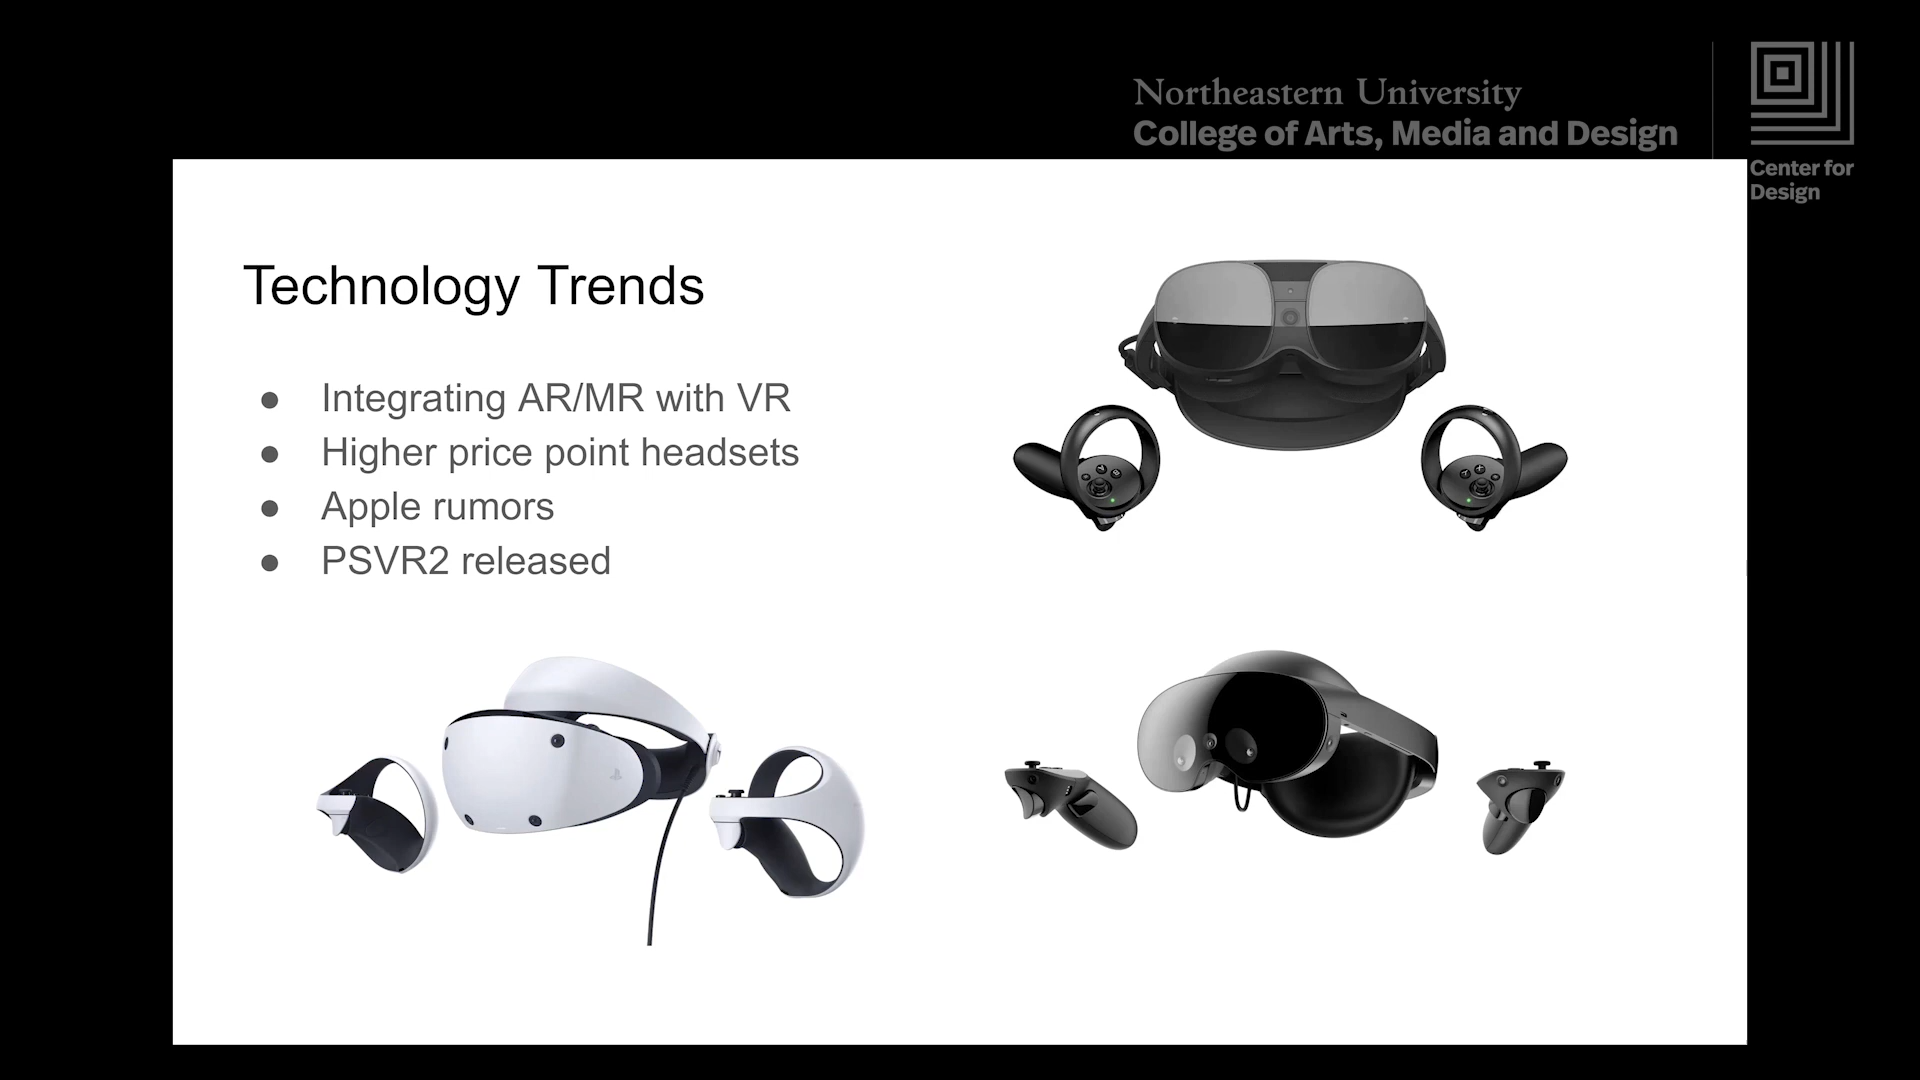 Northeastern University
College of Arts, Media and Design
Center for
Design
Technology Trends
● Integrating AR/MR with VR
● Higher price point headsets
● Apple rumors
● PSVR2 released